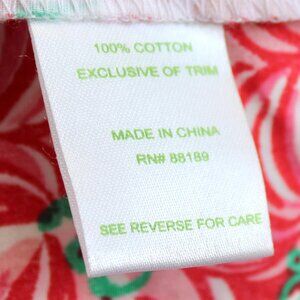 100% COTTON
EXCLUSIVE OF TRIM
MADE IN CHINA
RN# 88189
SEE REVERSE FOR CARE